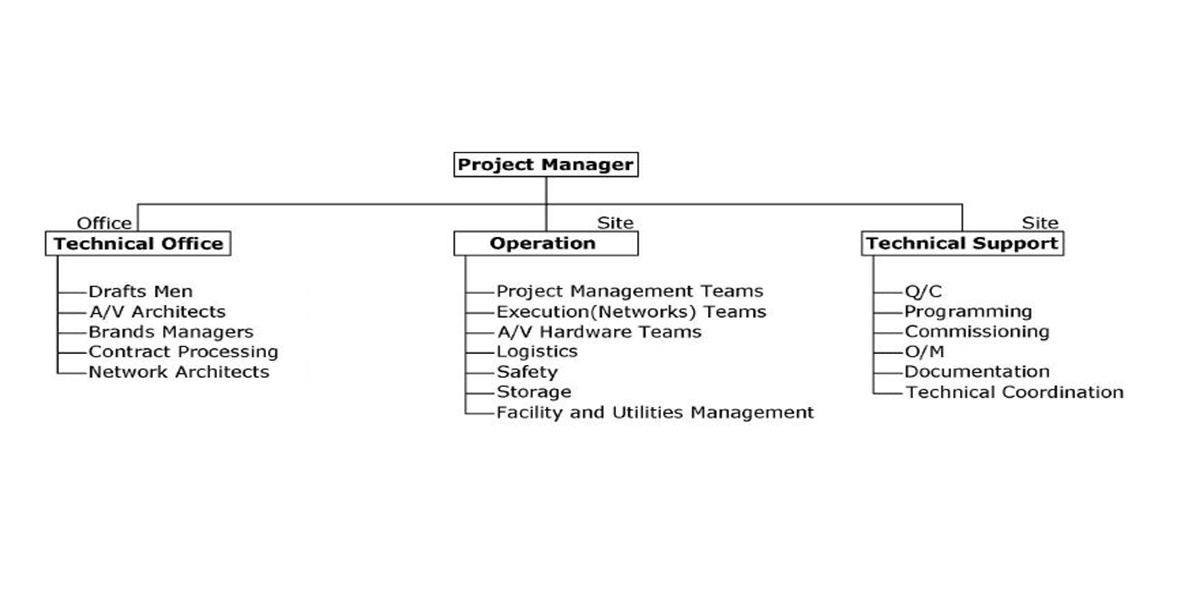 Project Manager
Office
Technical Office
Drafts Men
A/V Architects
Brands Managers
Contract Processing
Network Architects
Site
Operation
Project Management Teams
Execution(Networks) Teams
A/V Hardware Teams
Logistics
Safety
Storage
Facility and Utilities Management
Site
Technical Support
Q/C
Programming
Commissioning
O/M
Documentation
Technical Coordination